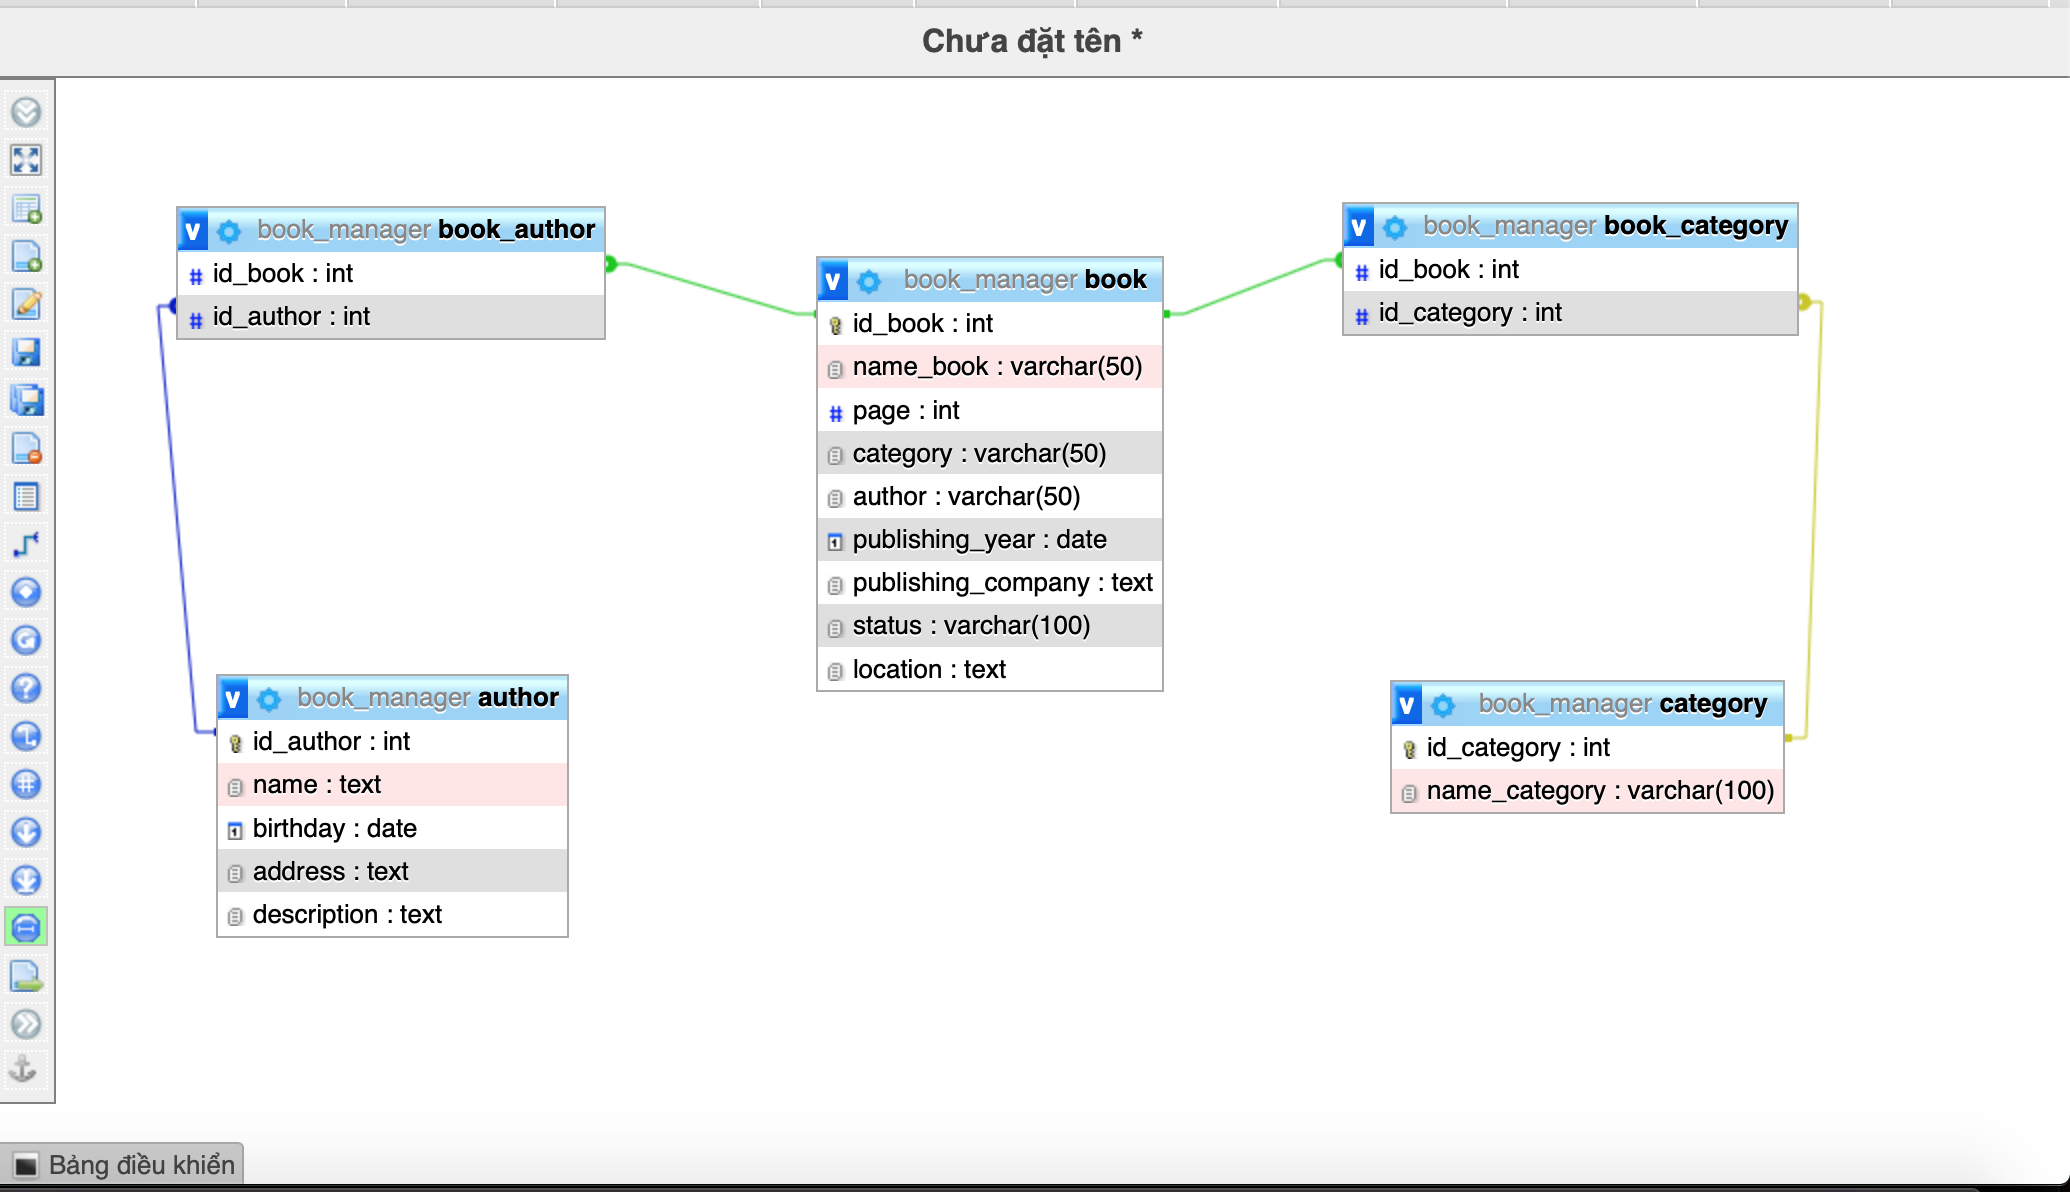 Chưa đặt tên *
v book_manager book_author
# id_book : int
# id_author : int
v book_manager book
id_book : int
name_book : varchar(50)
# page : int
category : varchar(50)
author : varchar(50)
publishing_year : date
publishing_company : text
status : varchar(100)
location : text
v book_manager book_category
# id_book : int
# id_category : int
v book_manager author
id_author : int
name : text
birthday : date
address : text
description : text
v book_manager category
id_category : int
name_category : varchar(100)
Bảng điều khiển